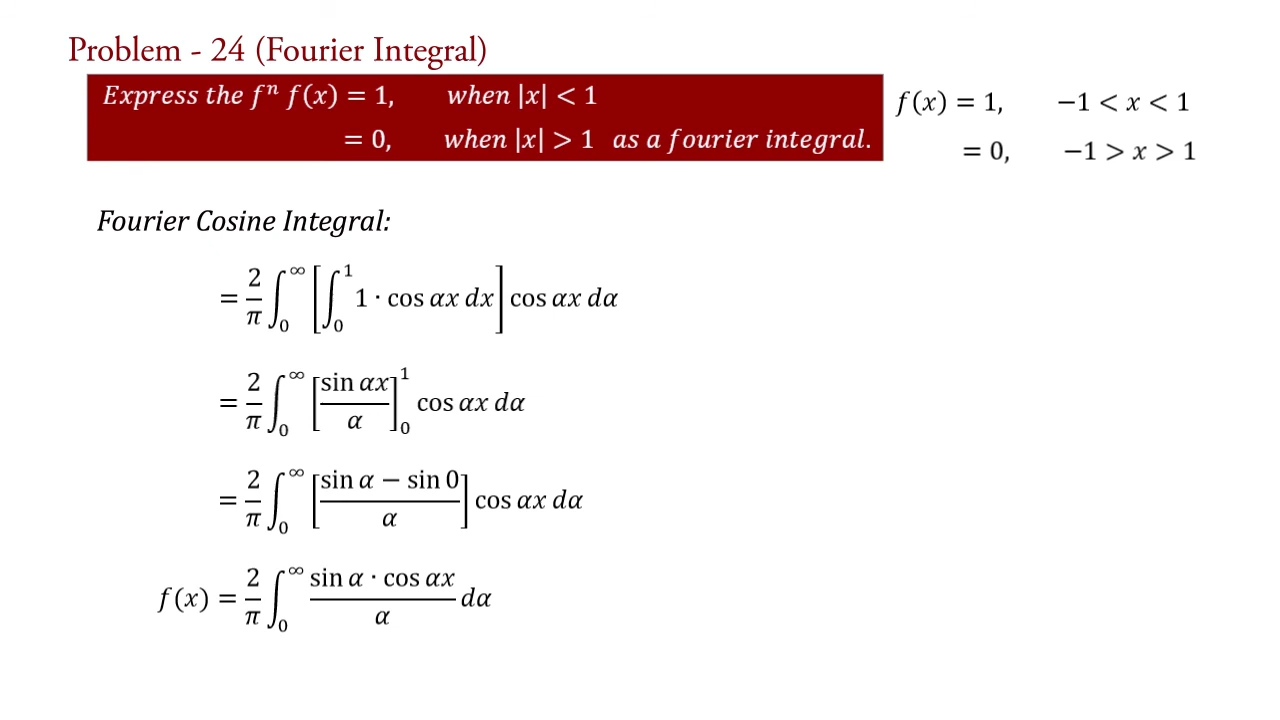 Problem - 24 (Fourier Integral)
Express the fⁿ f(x) = 1, when |x| < 1
= 0, when |x| > 1 as a fourier integral.
f(x) = 1, −1 < x < 1
= 0, −1 > x > 1
Fourier Cosine Integral:
= 2/π ∫₀^∞ [∫₀¹ 1 · cos αx dx] cos αx dα
= 2/π ∫₀^∞ [sin αx / α]₀¹ cos αx dα
= 2/π ∫₀^∞ [sin α − sin 0 / α] cos αx dα
f(x) = 2/π ∫₀^∞ sin α · cos αx / α dα